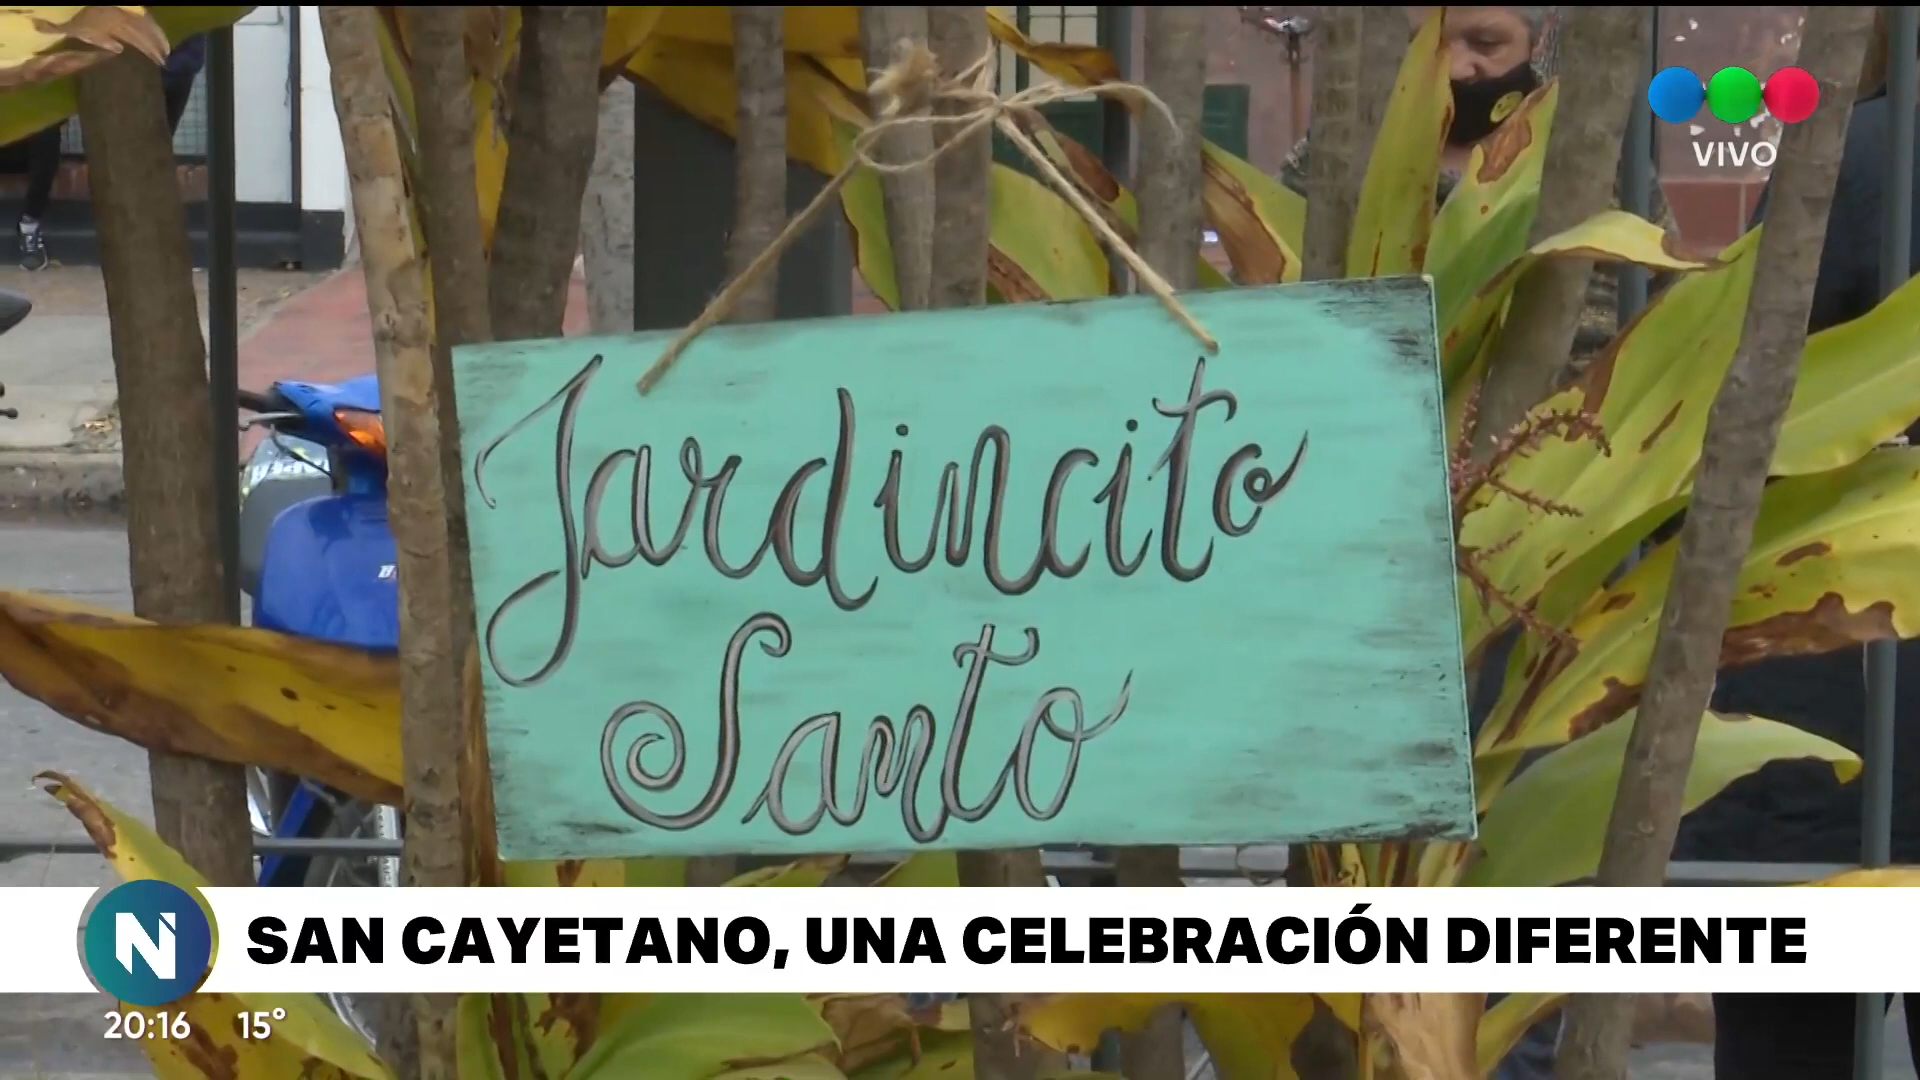 VIVO
Jardincito
Santo
N
SAN CAYETANO, UNA CELEBRACIÓN DIFERENTE
20:16 15°